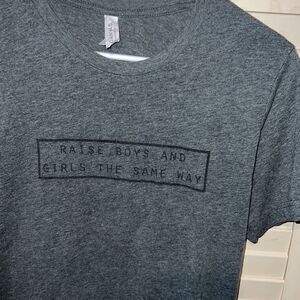 RAISE BOYS AND
GIRLS THE SAME WAY